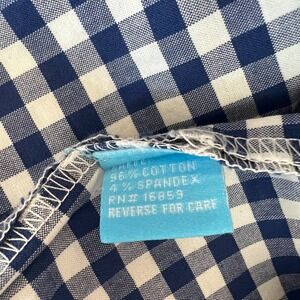 96% COTTON
4% SPANDEX
RN# 16859
REVERSE FOR CARE